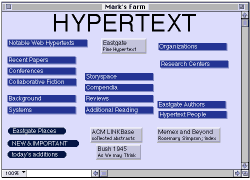 Mark's Farm
HYPERTEXT
Notable Web Hypertexts
Eastgate
Fine Hypertext
Organizations
Recent Papers
Conferences
Collaborative Fiction
Research Centers
Storyspace
Compendia
Background
Reviews
Systems
Additional Reading
Eastgate Authors
Hypertext People
Eastgate Places
NEW & IMPORTANT
today's additions
ACM LINKBase
collected abstracts
Memex and Beyond
Rosemary Simpson, index
Bush 1945
As We may Think
100%